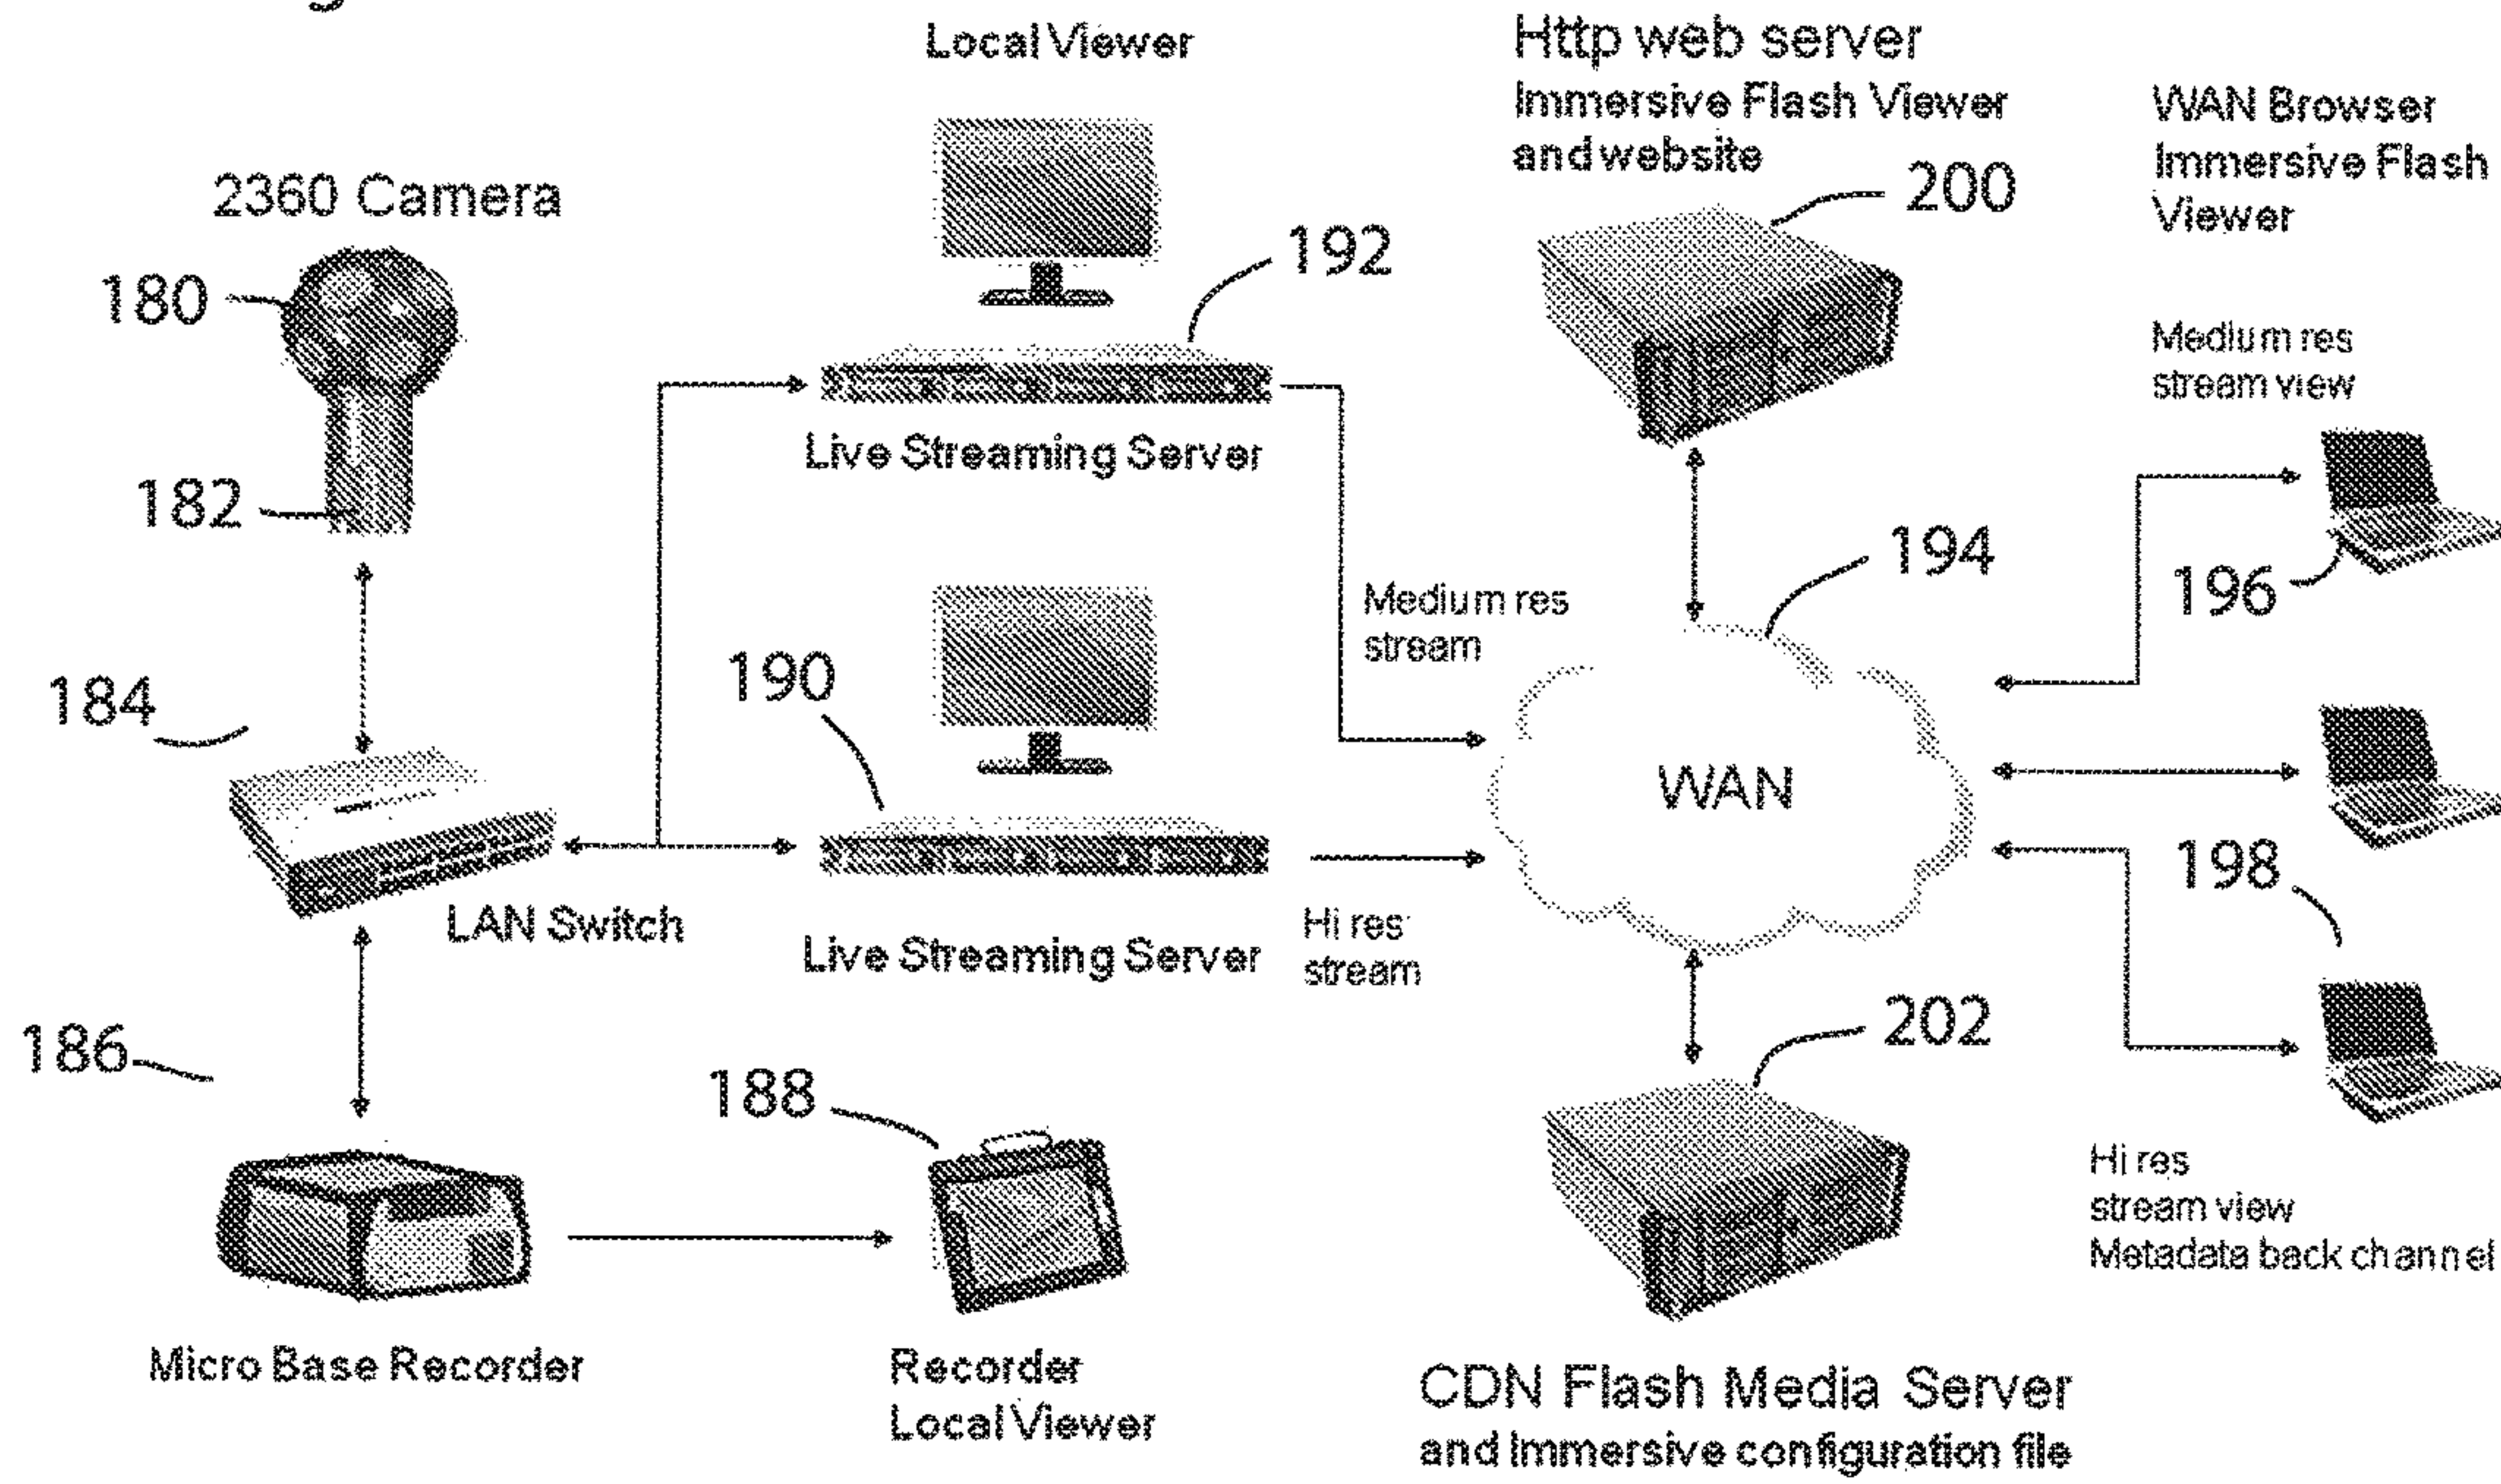 Local Viewer
Http web server
Immersive Flash Viewer
and website
WAN Browser
Immersive Flash
Viewer
2360 Camera
180
182
192
200
Medium res
stream view
Live Streaming Server
194
196
Medium res
stream
184
190
WAN
198
LAN Switch
Live Streaming Server
Hi res
stream
186
188
202
Hi res
stream view
Metadata back channel
Micro Base Recorder
Recorder
Local Viewer
CDN Flash Media Server
and Immersive configuration file